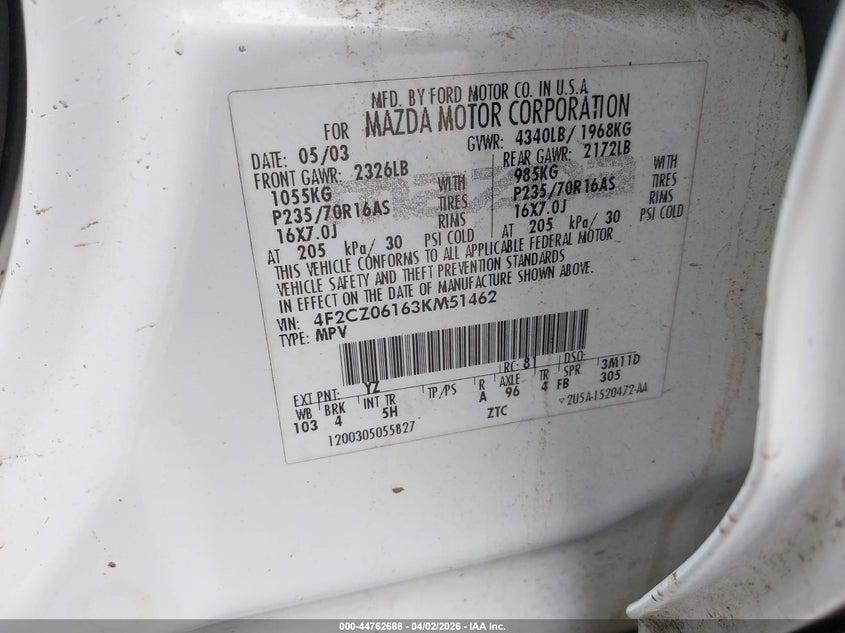 MFD. BY FORD MOTOR CO. IN U.S.A
FOR MAZDA MOTOR CORPORATION
DATE: 05/03 GVWR: 4340LB/ 1968KG
FRONT GAWR: 2326LB REAR GAWR: 2172LB
1055KG WITH 985KG WITH
P235/70R16AS TIRES P235/70R16AS TIRES
16X7.0J RIMS 16X7.0J RIMS
AT 205 kPa/ 30 PSI COLD AT 205 kPa/ 30 PSI COLD
THIS VEHICLE CONFORMS TO ALL APPLICABLE FEDERAL MOTOR
VEHICLE SAFETY AND THEFT PREVENTION STANDARDS
IN EFFECT ON THE DATE OF MANUFACTURE SHOWN ABOVE.
VIN: 4F2CZ06163KM51462
TYPE: MPV
EXT PNT: YZ RC: 81 DSO:
WB BRK INT TR TP/PS R AXLE TR SPR 3M11D
103 4 5H A 96 4 FB 305
ZTC
1200305055827
▽2U5A-1520472-AA
000-44762688 - 04/02/2026 - IAA Inc.